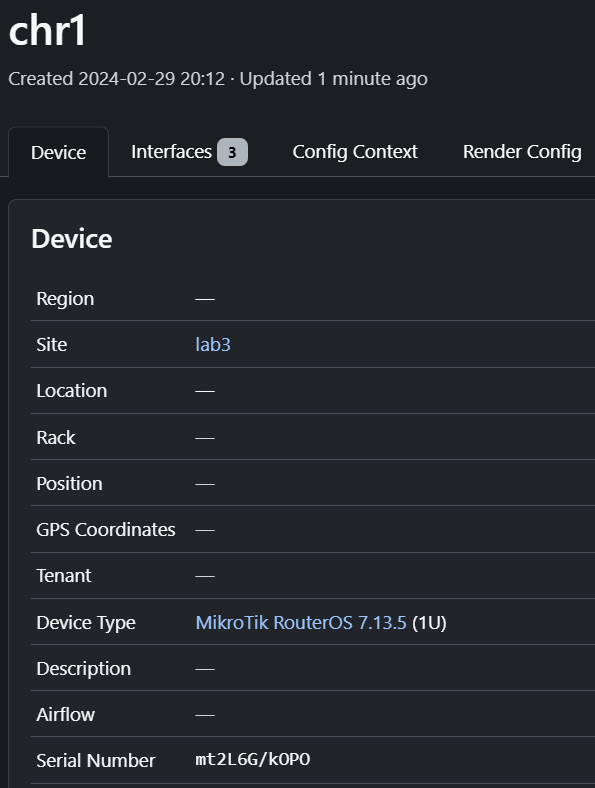 chr1
Created 2024-02-29 20:12 · Updated 1 minute ago
Device Interfaces 3 Config Context Render Config
Device
Region —
Site lab3
Location —
Rack —
Position —
GPS Coordinates —
Tenant —
Device Type MikroTik RouterOS 7.13.5 (1U)
Description —
Airflow —
Serial Number mt2L6G/kOPO